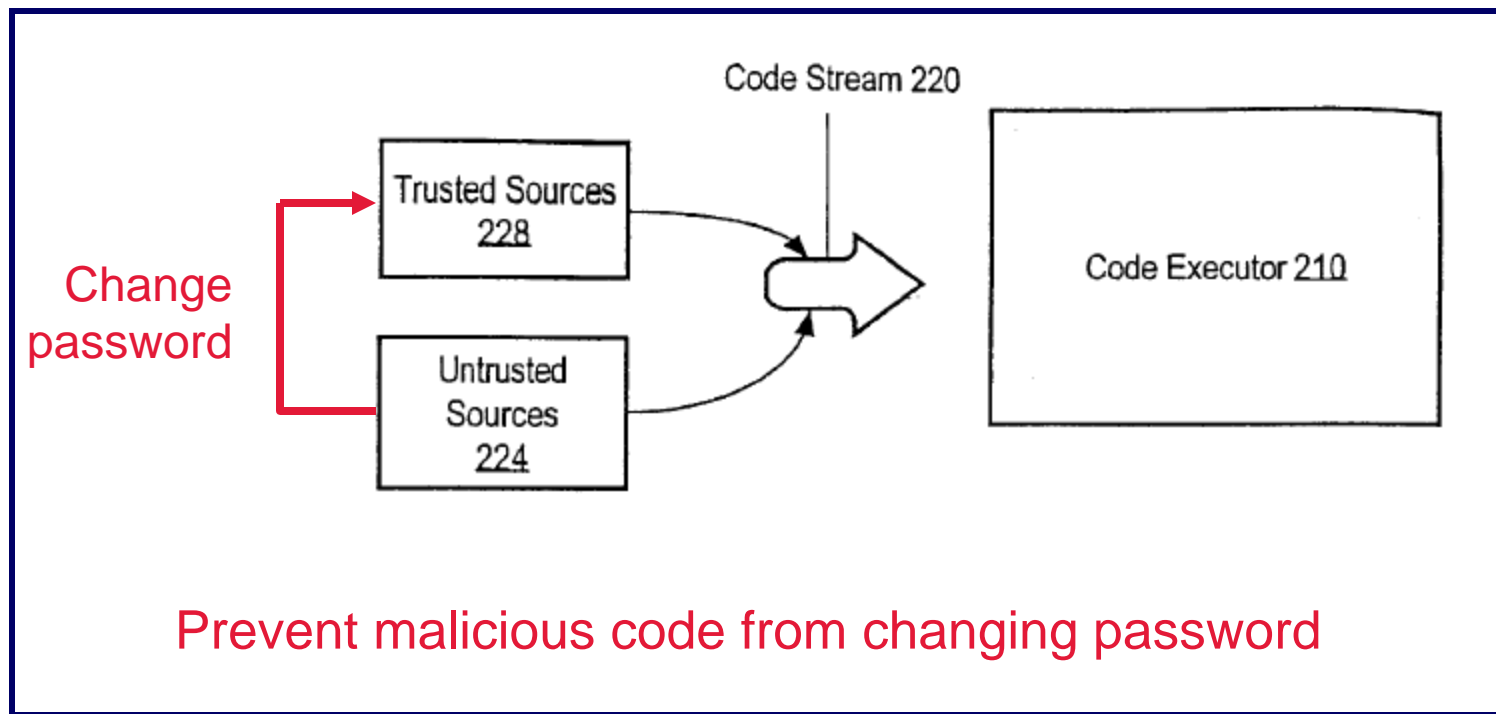 Code Stream 220
Trusted Sources
228
Code Executor 210
Change
password
Untrusted
Sources
224
Prevent malicious code from changing password